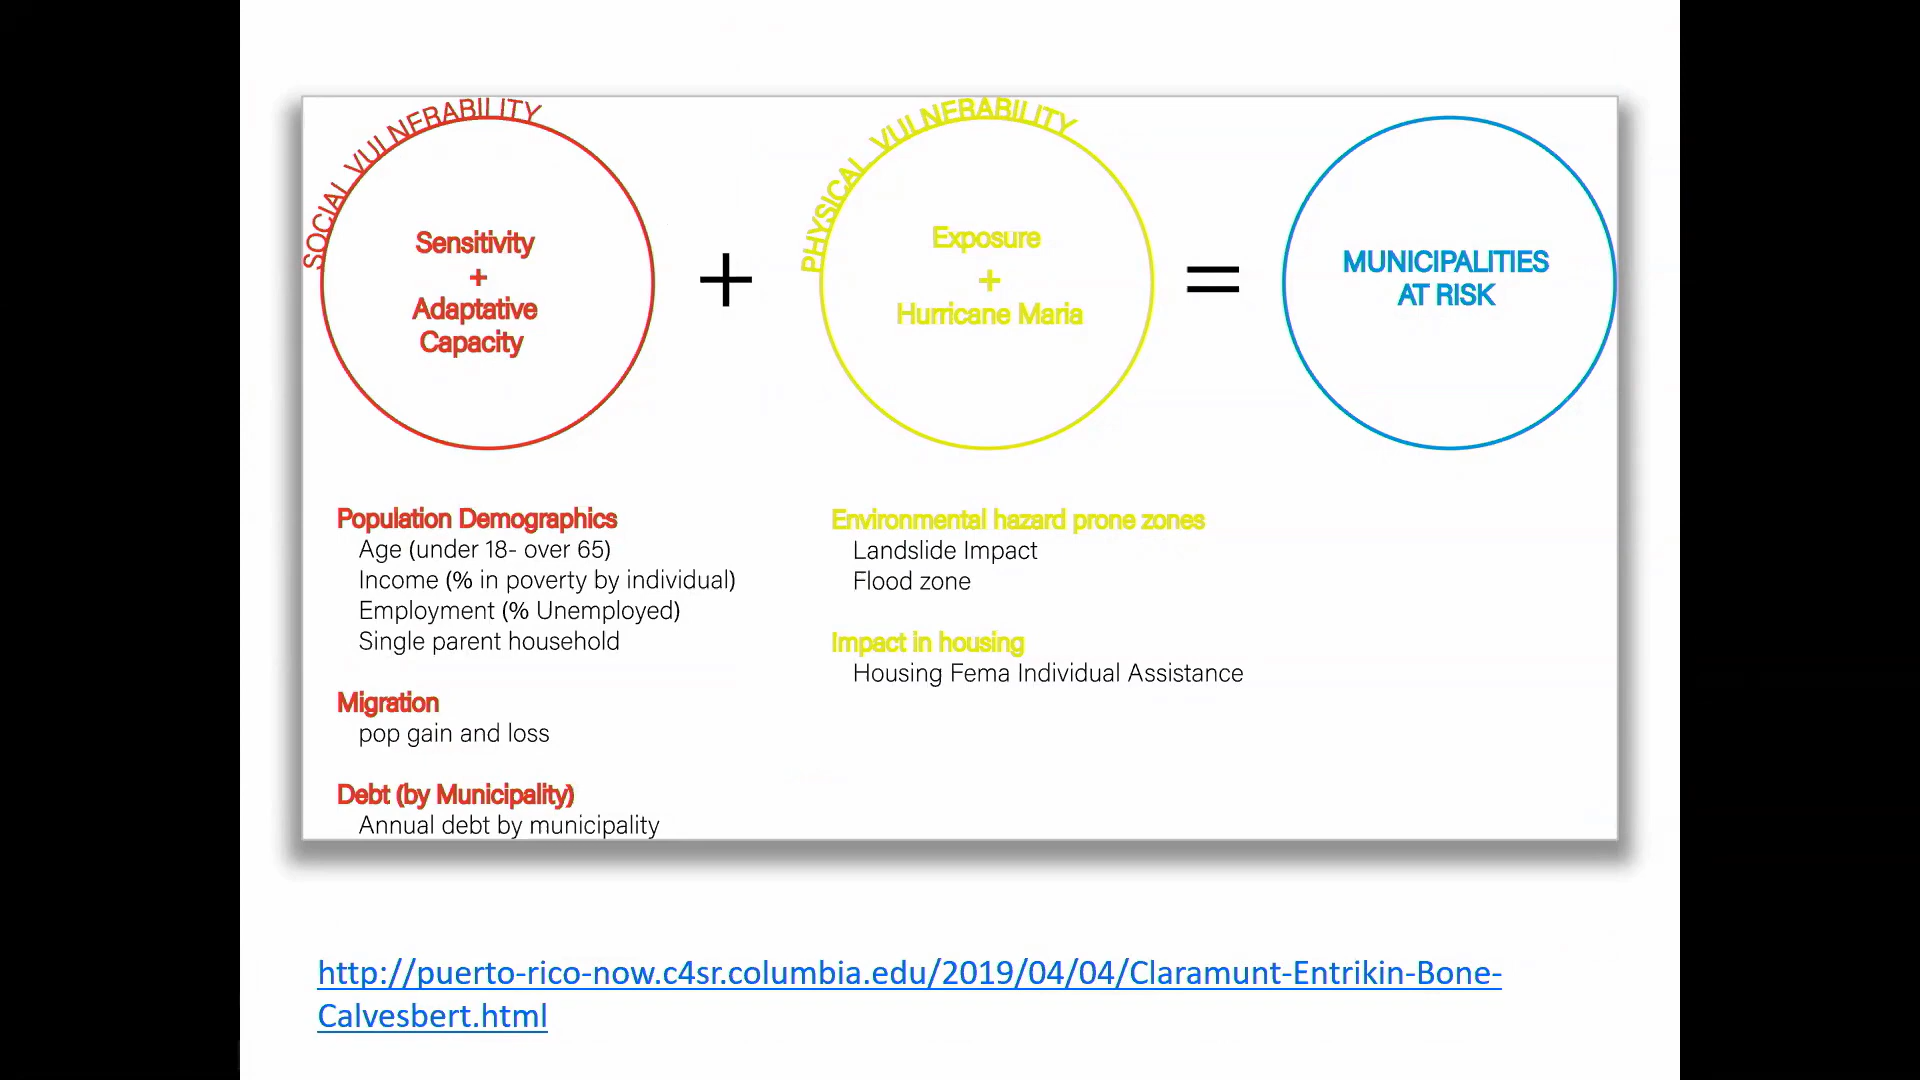 SOCIAL VULNERABILITY
Sensitivity
+
Adaptative
Capacity
+
PHYSICAL VULNERABILITY
Exposure
+
Hurricane Maria
=
MUNICIPALITIES
AT RISK
Population Demographics
Age (under 18- over 65)
Income (% in poverty by individual)
Employment (% Unemployed)
Single parent household
Migration
pop gain and loss
Debt (by Municipality)
Annual debt by municipality
Environmental hazard prone zones
Landslide Impact
Flood zone
Impact in housing
Housing Fema Individual Assistance
http://puerto-rico-now.c4sr.columbia.edu/2019/04/04/Claramunt-Entrikin-Bone-
Calvesbert.html